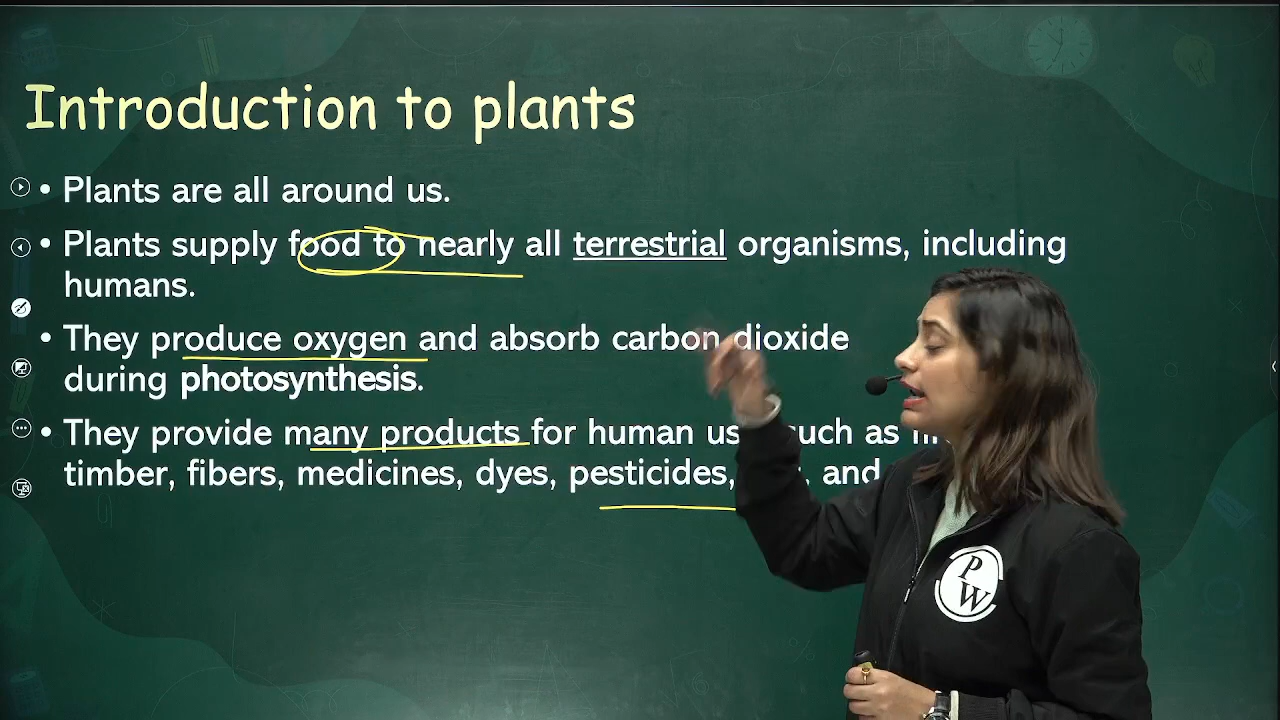 Introduction to plants
• Plants are all around us.
• Plants supply food to nearly all terrestrial organisms, including
humans.
• They produce oxygen and absorb carbon dioxide
during photosynthesis.
• They provide many products for human such as
timber, fibers, medicines, dyes, pesticides, and
P
W